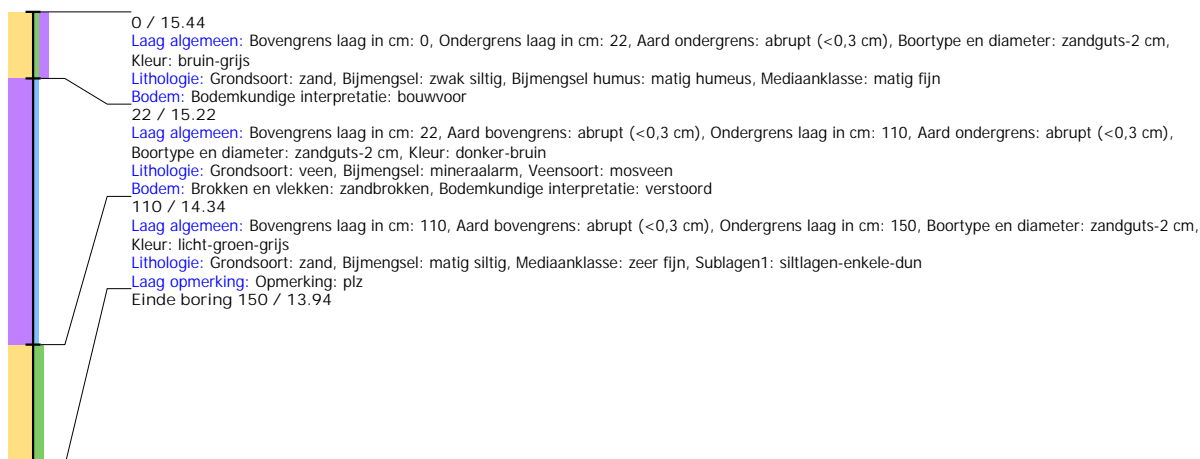 0 / 15.44
Laag algemeen: Bovengrens laag in cm: 0, Ondergrens laag in cm: 22, Aard ondergrens: abrupt (<0,3 cm), Boortype en diameter: zandguts-2 cm,
Kleur: bruin-grijs
Lithologie: Grondsoort: zand, Bijmengsel: zwak siltig, Bijmengsel humus: matig humeus, Mediaanklasse: matig fijn
Bodem: Bodemkundige interpretatie: bouwvoor
22 / 15.22
Laag algemeen: Bovengrens laag in cm: 22, Aard bovengrens: abrupt (<0,3 cm), Ondergrens laag in cm: 110, Aard ondergrens: abrupt (<0,3 cm),
Boortype en diameter: zandguts-2 cm, Kleur: donker-bruin
Lithologie: Grondsoort: veen, Bijmengsel: mineraalarm, Veensoort: mosveen
Bodem: Brokken en vlekken: zandbrokken, Bodemkundige interpretatie: verstoord
110 / 14.34
Laag algemeen: Bovengrens laag in cm: 110, Aard bovengrens: abrupt (<0,3 cm), Ondergrens laag in cm: 150, Boortype en diameter: zandguts-2 cm,
Kleur: licht-groen-grijs
Lithologie: Grondsoort: zand, Bijmengsel: matig siltig, Mediaanklasse: zeer fijn, Sublagen1: siltlagen-enkele-dun
Laag opmerking: Opmerking: plz
Einde boring 150 / 13.94